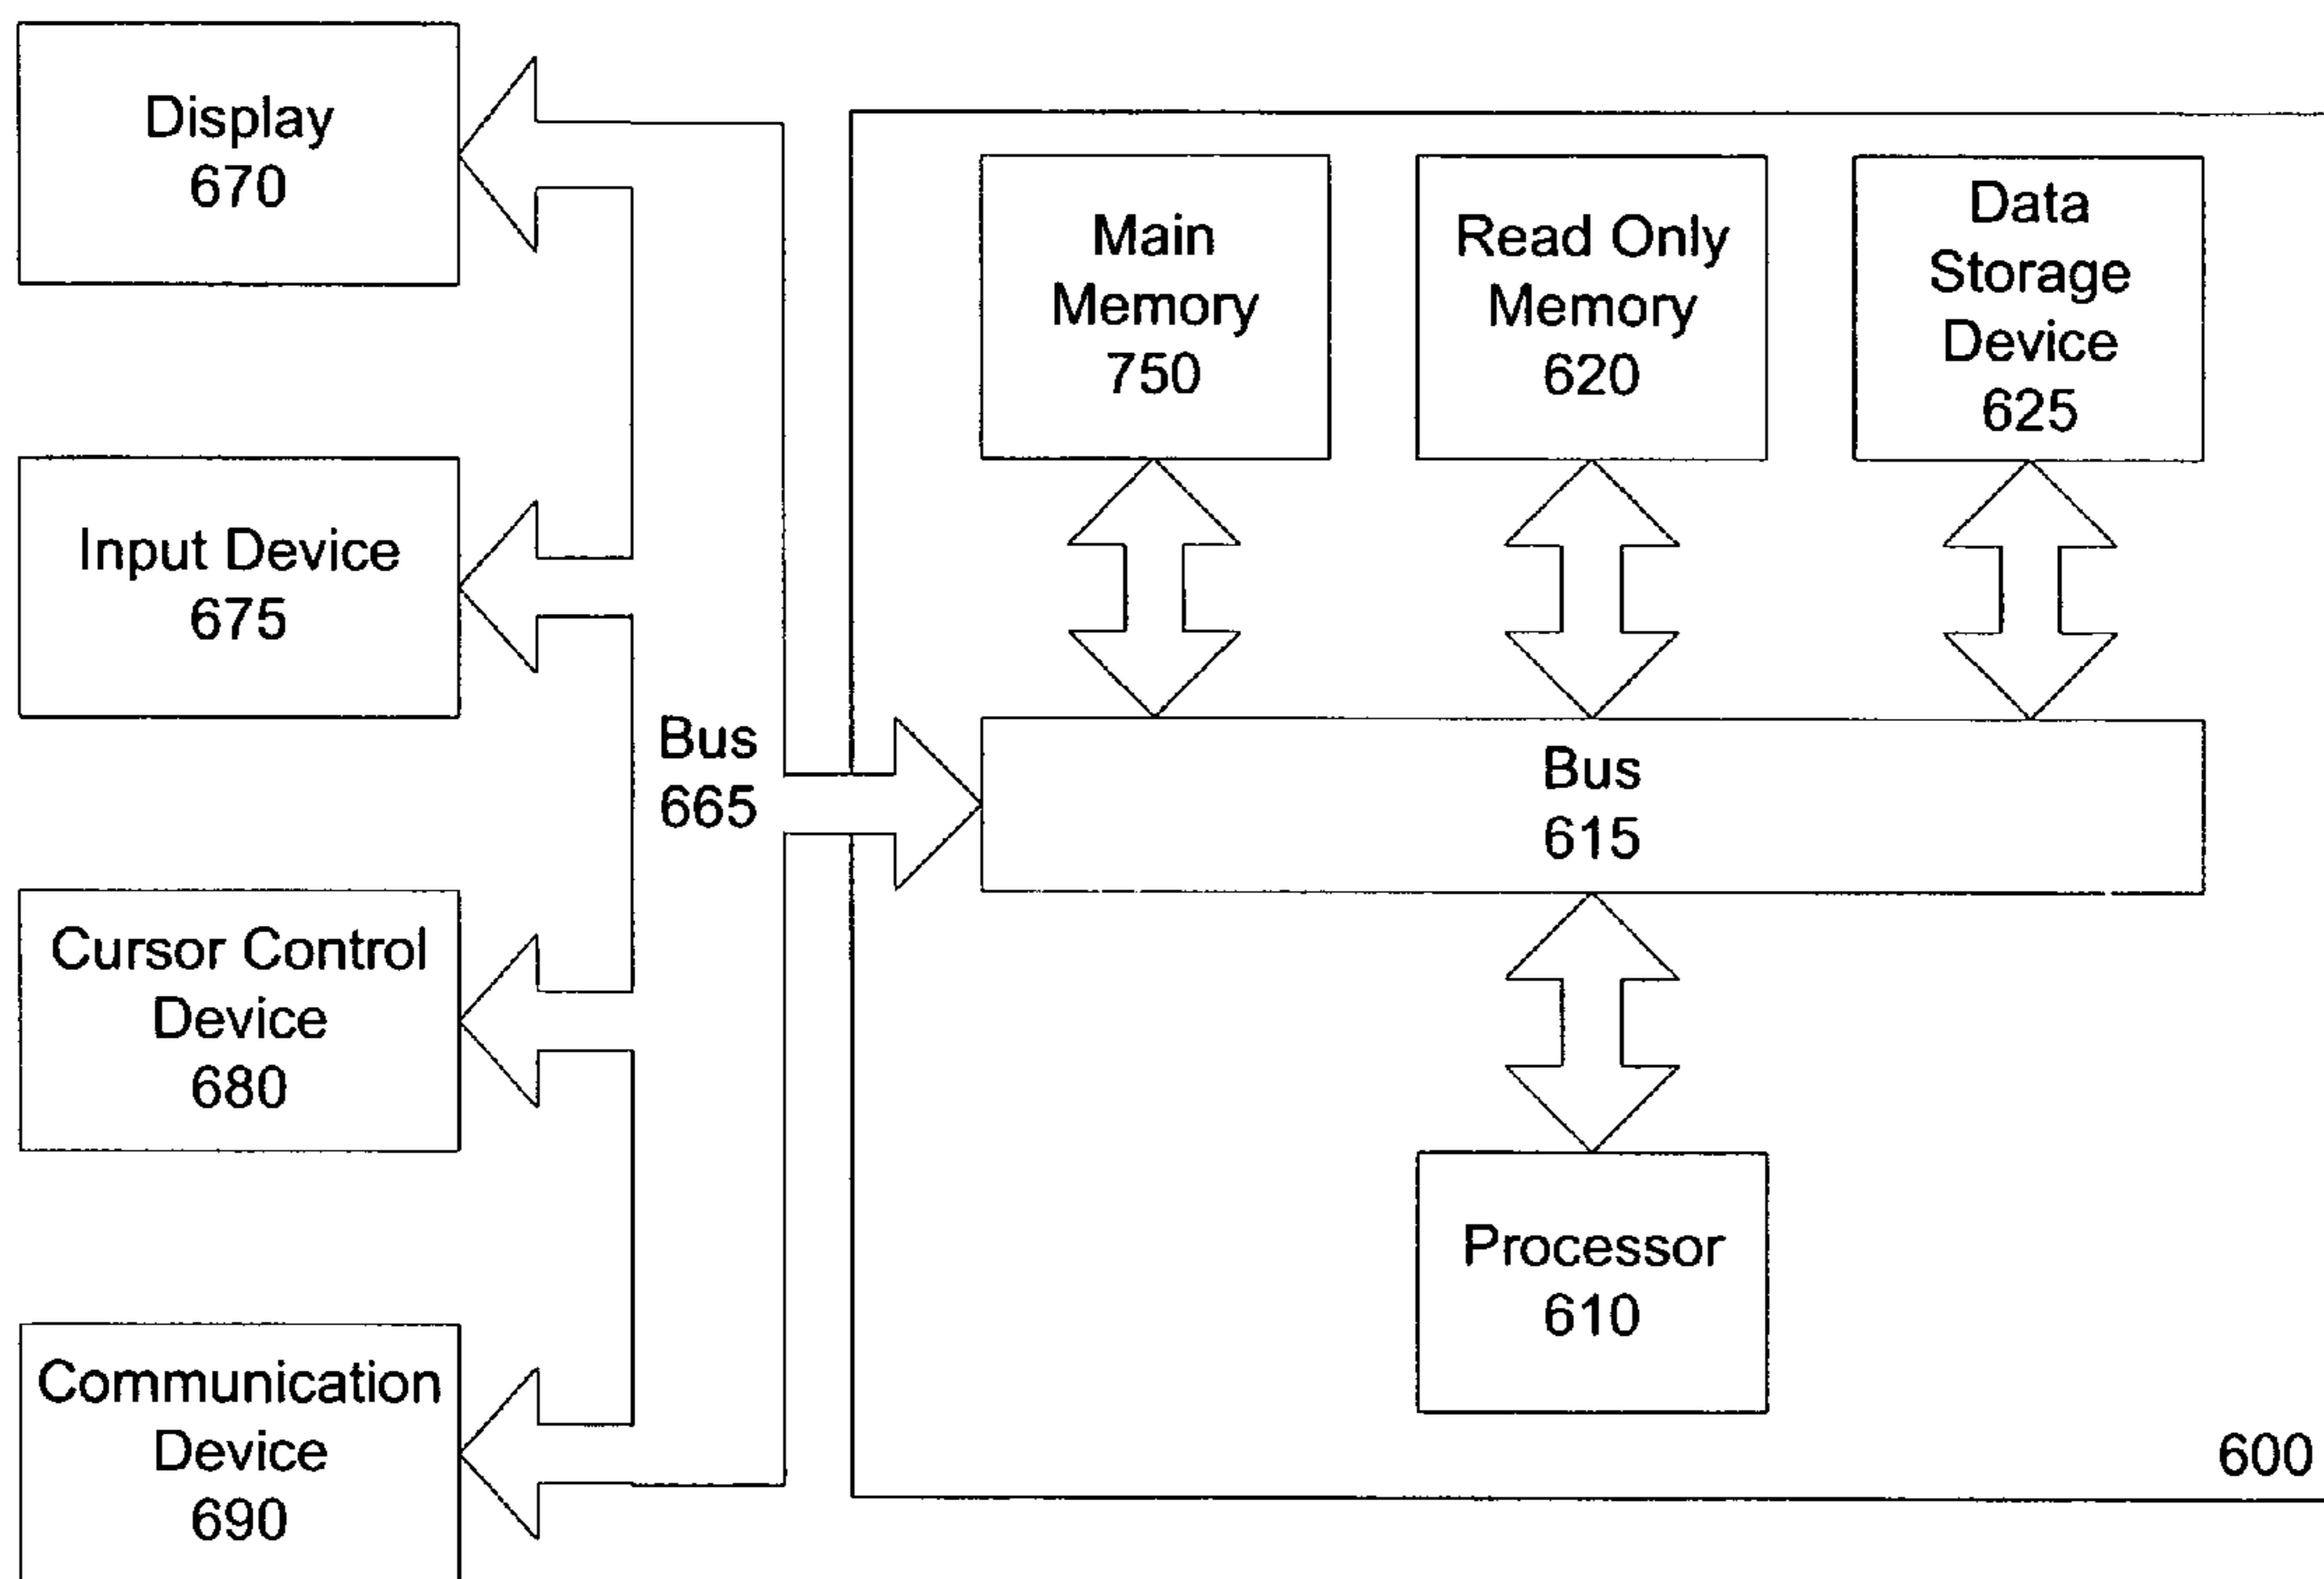 Display
670
Input Device
675
Cursor Control
Device
680
Communication
Device
690
Bus
665
Main
Memory
750
Read Only
Memory
620
Data
Storage
Device
625
Bus
615
Processor
610
600